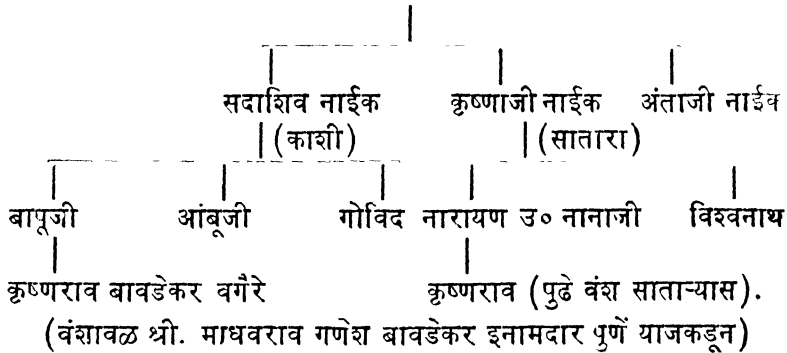 सदाशिव नाईक कृष्णाजी नाईक अंताजी नाईक
(काशी) (सातारा)
बापूजी आंबूजी गोविद नारायण उ० नानाजी विश्वनाथ
कृष्णराव बावडेकर वगैरे कृष्णराव (पुढे वंश साताऱ्यास).
(वंशावळ श्री. माधवराव गणेश बावडेकर इनामदार पुणें याजकडून)